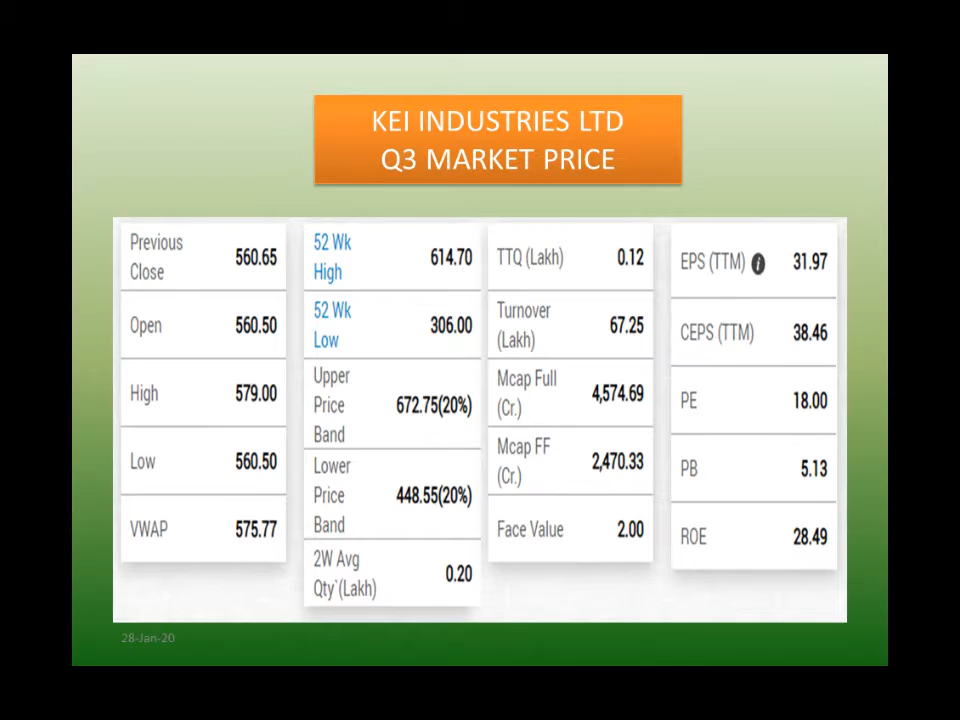 KEI INDUSTRIES LTD
Q3 MARKET PRICE
Previous
Close
560.65
Open 560.50
High 579.00
Low 560.50
VWAP 575.77
52 Wk
High
614.70
52 Wk
Low
306.00
Upper
Price
Band
672.75(20%)
Lower
Price
Band
448.55(20%)
2W Avg
Qty`(Lakh)
0.20
TTQ (Lakh) 0.12
Turnover
(Lakh)
67.25
Mcap Full
(Cr.)
4,574.69
Mcap FF
(Cr.)
2,470.33
Face Value 2.00
EPS (TTM) i 31.97
CEPS (TTM) 38.46
PE 18.00
PB 5.13
ROE 28.49
28-Jan-20